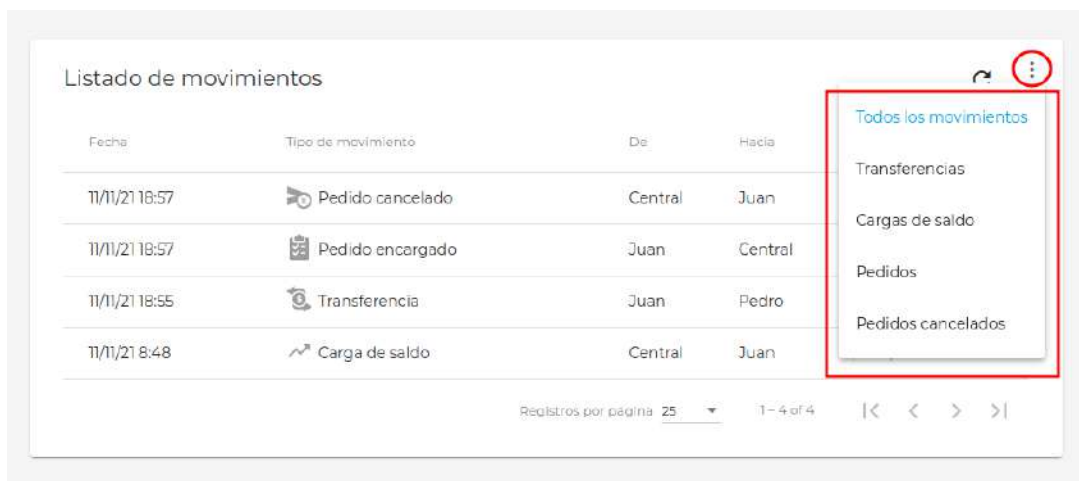 Listado de movimientos
Todos los movimientos
Fecha Tipo de movimiento De Hacia
Transferencias
11/11/21 18:57 Pedido cancelado Central Juan
Cargas de saldo
11/11/21 18:57 Pedido encargado Juan Central
Pedidos
11/11/21 18:55 Transferencia Juan Pedro
Pedidos cancelados
11/11/21 8:48 Carga de saldo Central Juan
Registros por página 25 1 – 4 of 4